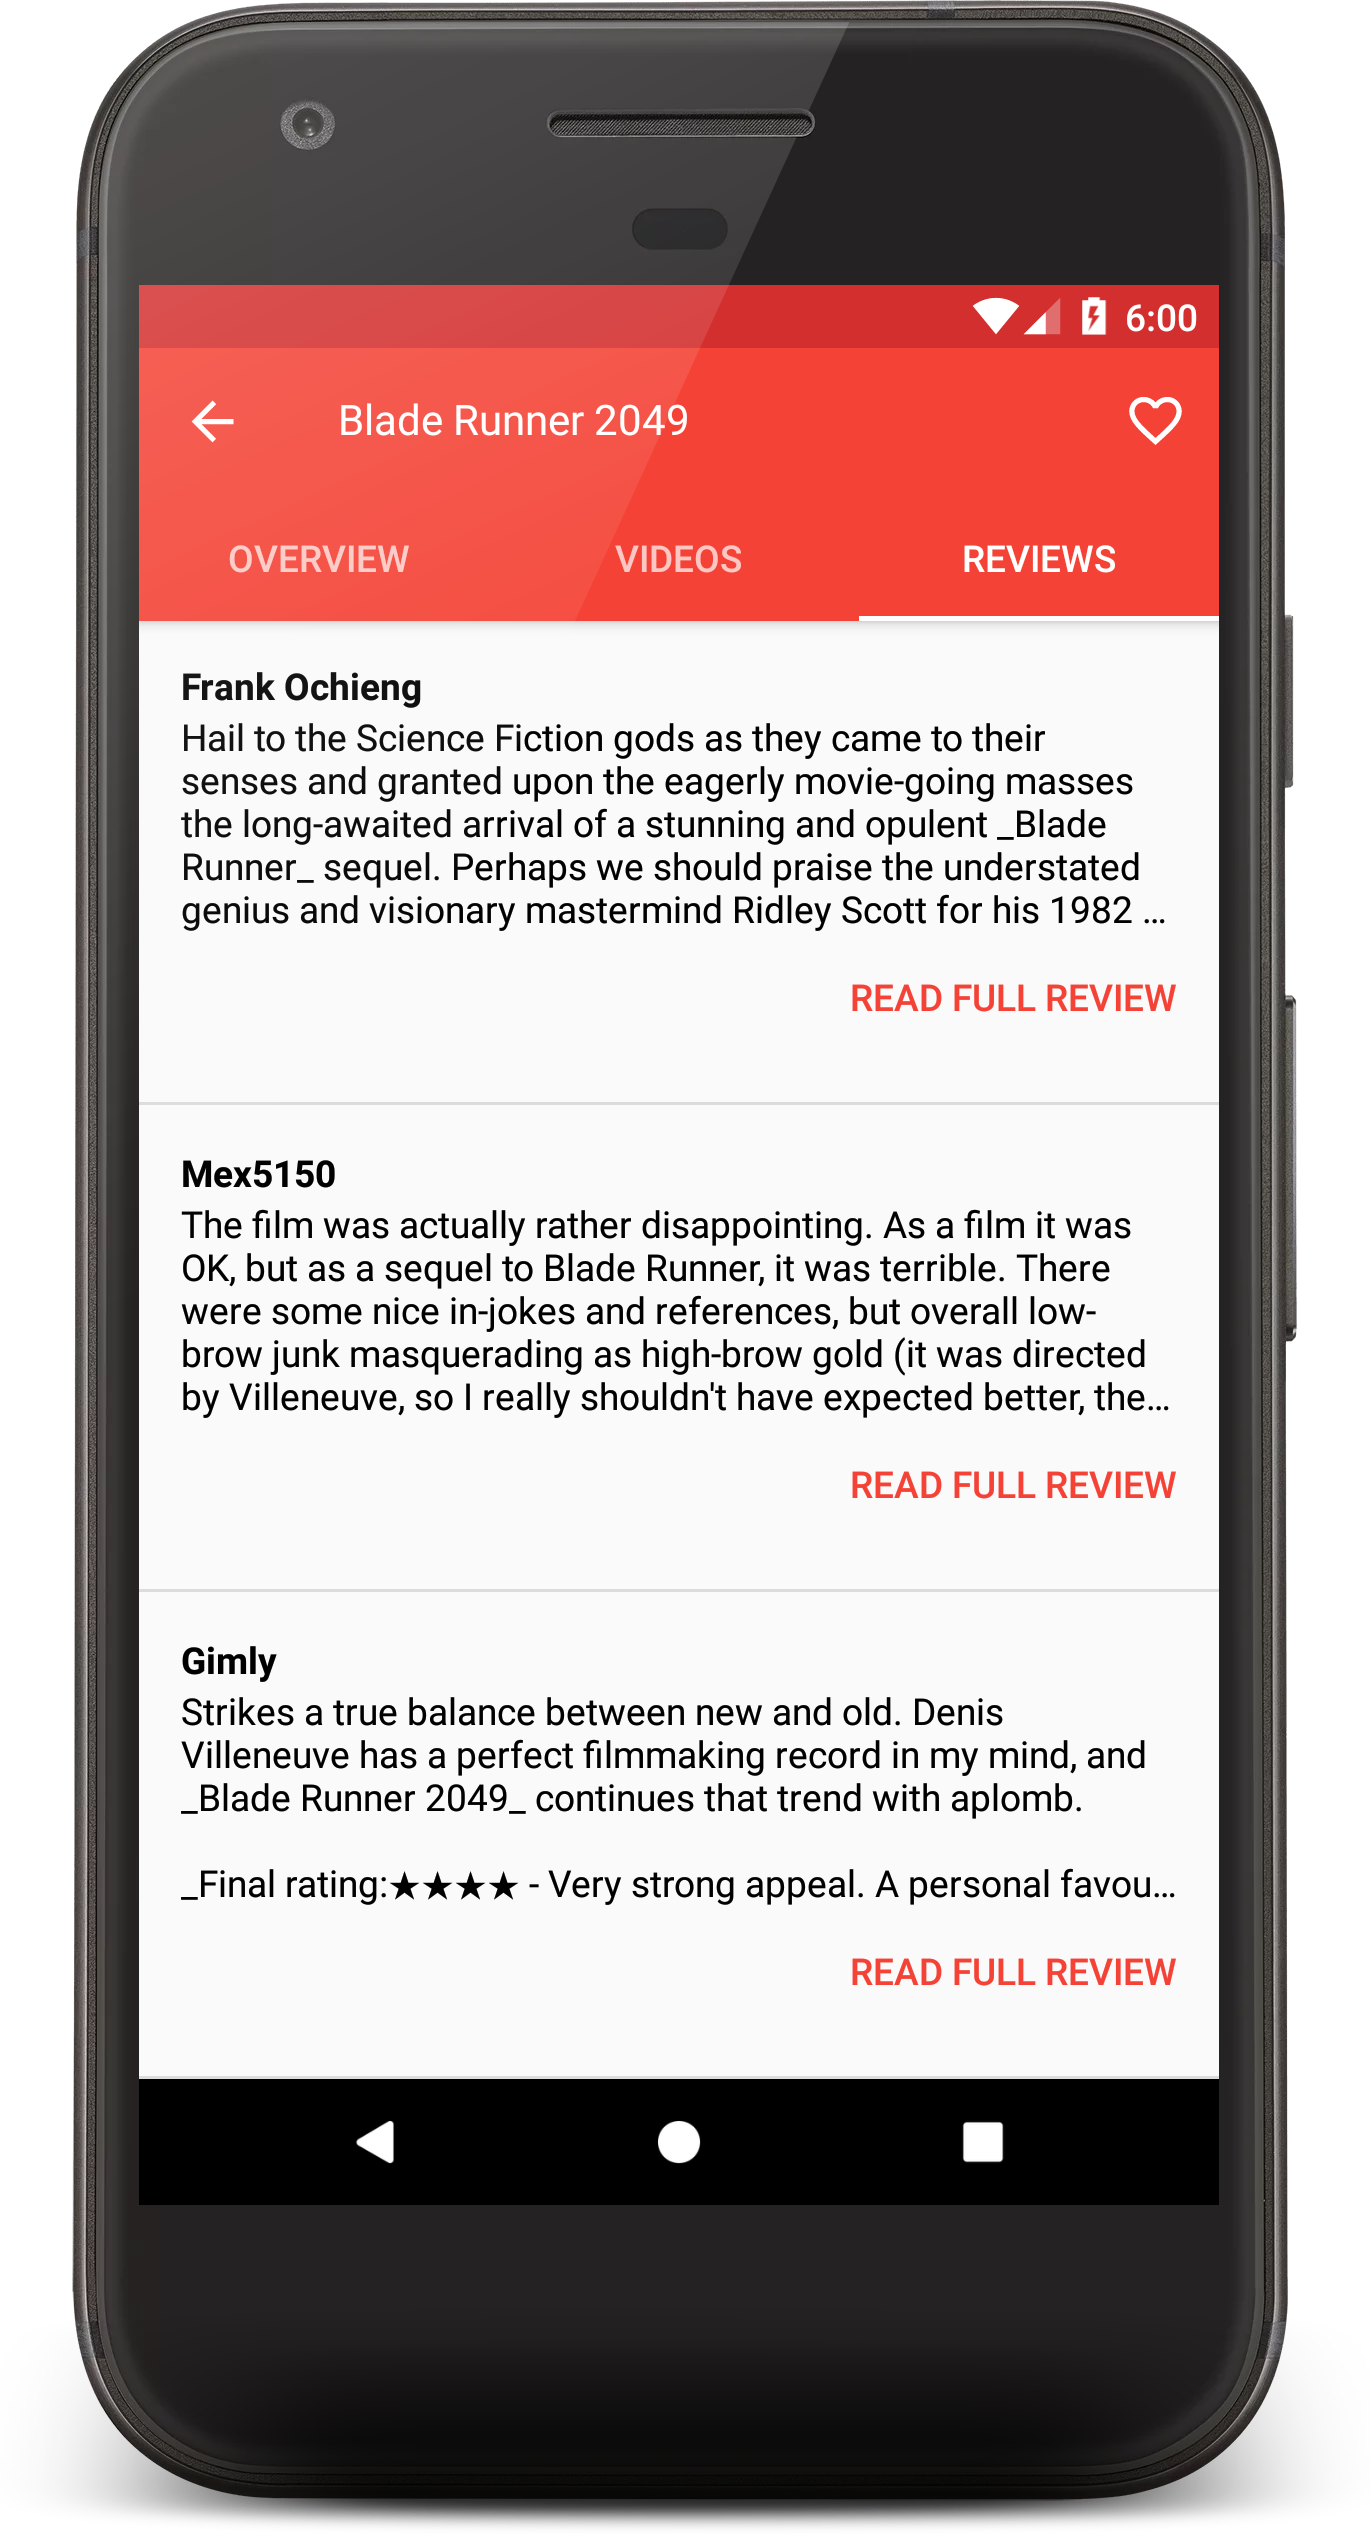 6:00
Blade Runner 2049
OVERVIEW VIDEOS REVIEWS
Frank Ochieng
Hail to the Science Fiction gods as they came to their
senses and granted upon the eagerly movie-going masses
the long-awaited arrival of a stunning and opulent _Blade
Runner_ sequel. Perhaps we should praise the understated
genius and visionary mastermind Ridley Scott for his 1982 ...
READ FULL REVIEW
Mex5150
The film was actually rather disappointing. As a film it was
OK, but as a sequel to Blade Runner, it was terrible. There
were some nice in-jokes and references, but overall low-
brow junk masquerading as high-brow gold (it was directed
by Villeneuve, so I really shouldn't have expected better, the...
READ FULL REVIEW
Gimly
Strikes a true balance between new and old. Denis
Villeneuve has a perfect filmmaking record in my mind, and
_Blade Runner 2049_ continues that trend with aplomb.
_Final rating:★★★★ - Very strong appeal. A personal favou...
READ FULL REVIEW